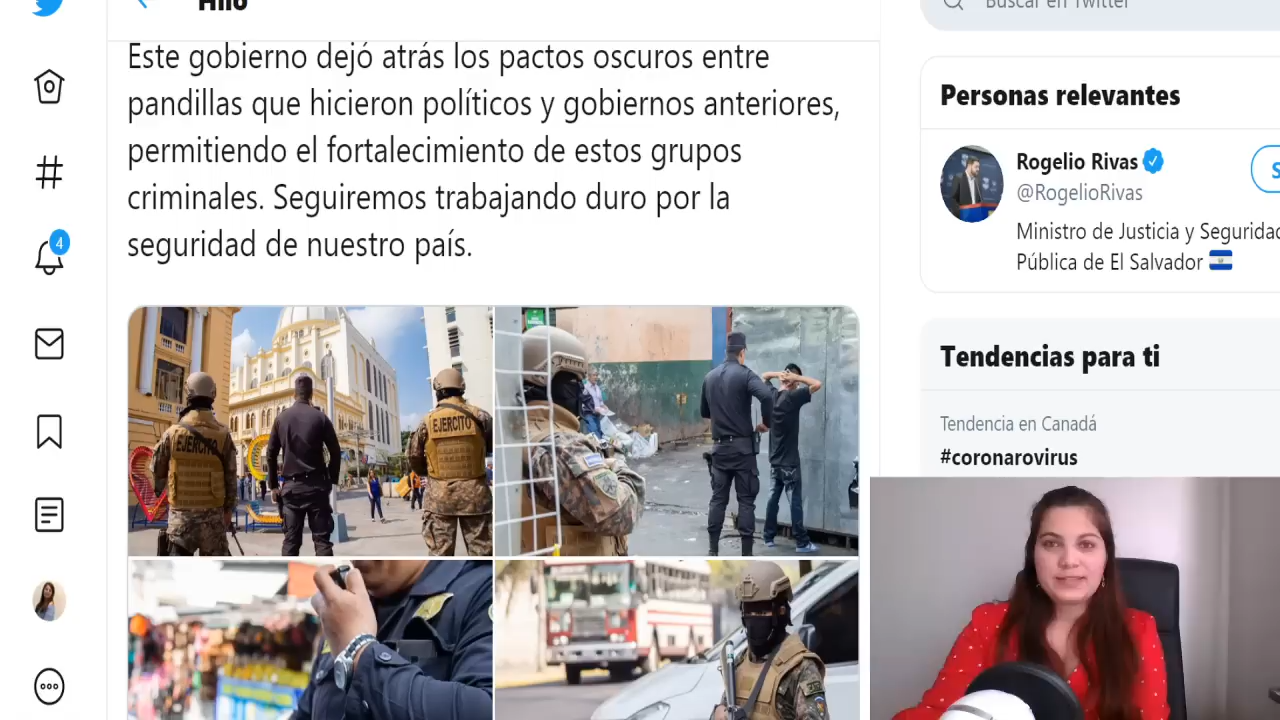 Hilo
Buscar en Twitter
Este gobierno dejó atrás los pactos oscuros entre
pandillas que hicieron políticos y gobiernos anteriores,
permitiendo el fortalecimiento de estos grupos
criminales. Seguiremos trabajando duro por la
seguridad de nuestro país.
4
Personas relevantes
Rogelio Rivas
@RogelioRivas
S
Ministro de Justicia y Seguridad
Pública de El Salvador
Tendencias para ti
Tendencia en Canadá
#coronarovirus
EJERCITO
EJERCITO